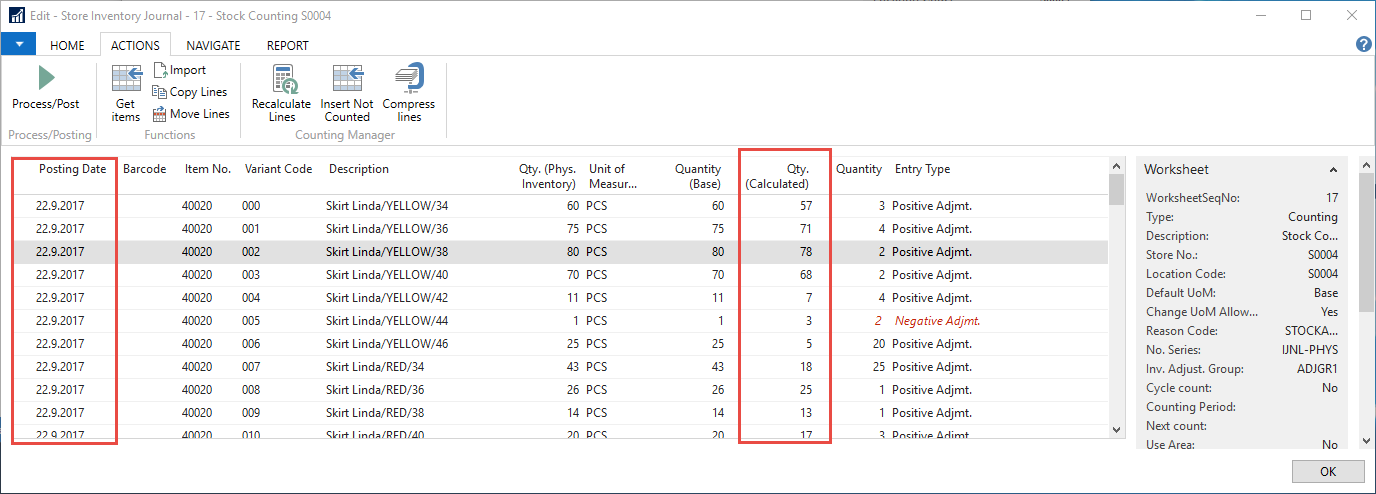 Edit - Store Inventory Journal - 17 - Stock Counting S0004
HOME ACTIONS NAVIGATE REPORT
Process/Post
Process/Posting
Get items
Import
Copy Lines
Move Lines
Functions
Recalculate Lines
Insert Not Counted
Compress lines
Counting Manager
Posting Date Barcode Item No. Variant Code Description Qty. (Phys. Inventory) Unit of Measur... Quantity (Base) Qty. (Calculated) Quantity Entry Type
22.9.2017 40020 000 Skirt Linda/YELLOW/34 60 PCS 60 57 3 Positive Adjmt.
22.9.2017 40020 001 Skirt Linda/YELLOW/36 75 PCS 75 71 4 Positive Adjmt.
22.9.2017 40020 002 Skirt Linda/YELLOW/38 80 PCS 80 78 2 Positive Adjmt.
22.9.2017 40020 003 Skirt Linda/YELLOW/40 70 PCS 70 68 2 Positive Adjmt.
22.9.2017 40020 004 Skirt Linda/YELLOW/42 11 PCS 11 7 4 Positive Adjmt.
22.9.2017 40020 005 Skirt Linda/YELLOW/44 1 PCS 1 3 2 Negative Adjmt.
22.9.2017 40020 006 Skirt Linda/YELLOW/46 25 PCS 25 5 20 Positive Adjmt.
22.9.2017 40020 007 Skirt Linda/RED/34 43 PCS 43 18 25 Positive Adjmt.
22.9.2017 40020 008 Skirt Linda/RED/36 26 PCS 26 25 1 Positive Adjmt.
22.9.2017 40020 009 Skirt Linda/RED/38 14 PCS 14 13 1 Positive Adjmt.
22.9.2017 40020 010 Skirt Linda/RED/40 20 PCS 20 17 3 Positive Adjmt.
Worksheet
WorksheetSeqNo: 17
Type: Counting
Description: Stock Co...
Store No.: S0004
Location Code: S0004
Default UoM: Base
Change UoM Allow... Yes
Reason Code: STOCKA...
No. Series: IJNL-PHYS
Inv. Adjust. Group: ADJGR1
Cycle count: No
Counting Period:
Next count:
Use Area: No
OK